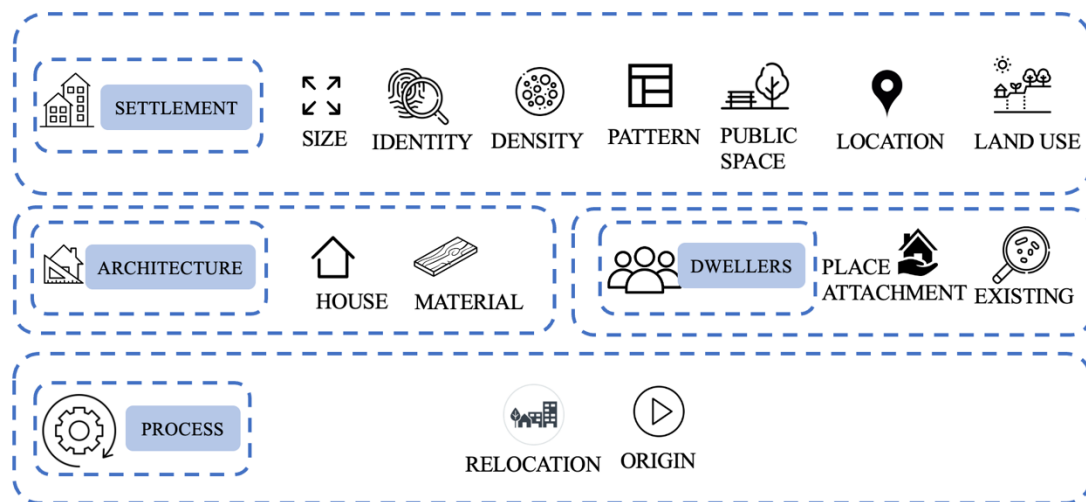 SETTLEMENT
SIZE
IDENTITY
DENSITY
PATTERN
PUBLIC
SPACE
LOCATION
LAND USE
ARCHITECTURE
HOUSE
MATERIAL
DWELLERS
PLACE
ATTACHMENT
EXISTING
PROCESS
RELOCATION
ORIGIN